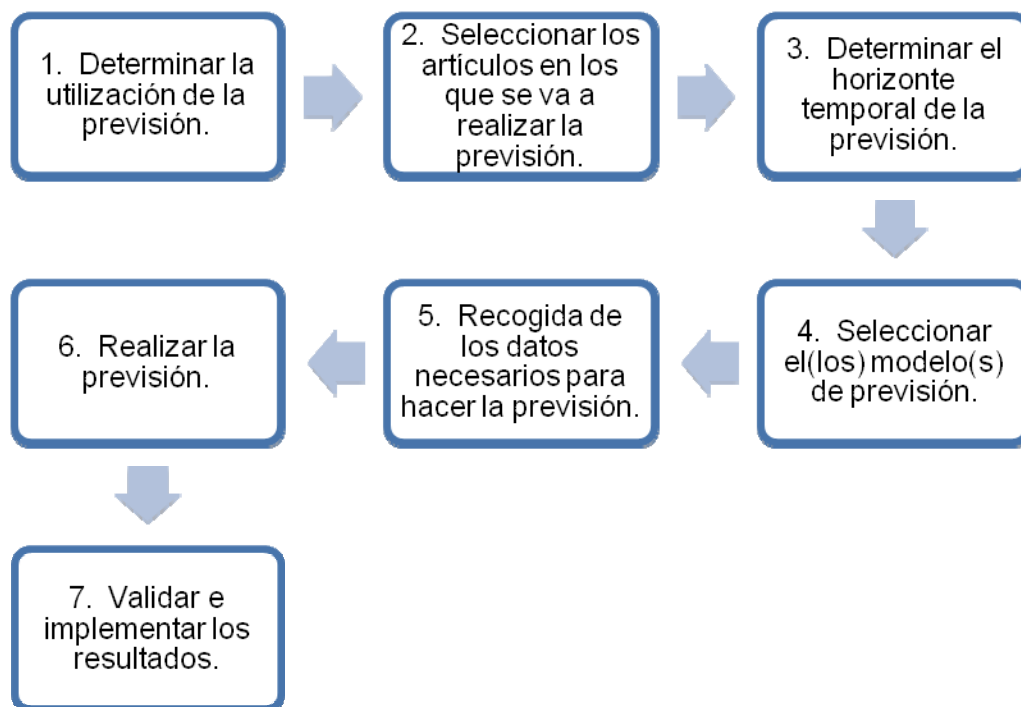 1. Determinar la
utilización de la
previsión.
2. Seleccionar los
artículos en los
que se va a
realizar la
previsión.
3. Determinar el
horizonte
temporal de la
previsión.
4. Seleccionar
el(los) modelo(s)
de previsión.
5. Recogida de
los datos
necesarios para
hacer la previsión.
6. Realizar la
previsión.
7. Validar e
implementar los
resultados.